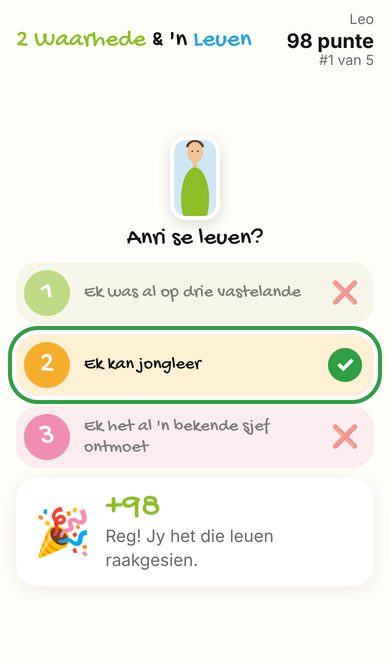 Leo
2 Waarhede & 'n Leuen
98 punte
#1 van 5
Anri se leuen?
1 Ek was al op drie vastelande
2 Ek kan jongleer
3 Ek het al 'n bekende sjef
ontmoet
+98
Reg! Jy het die leuen
raakgesien.